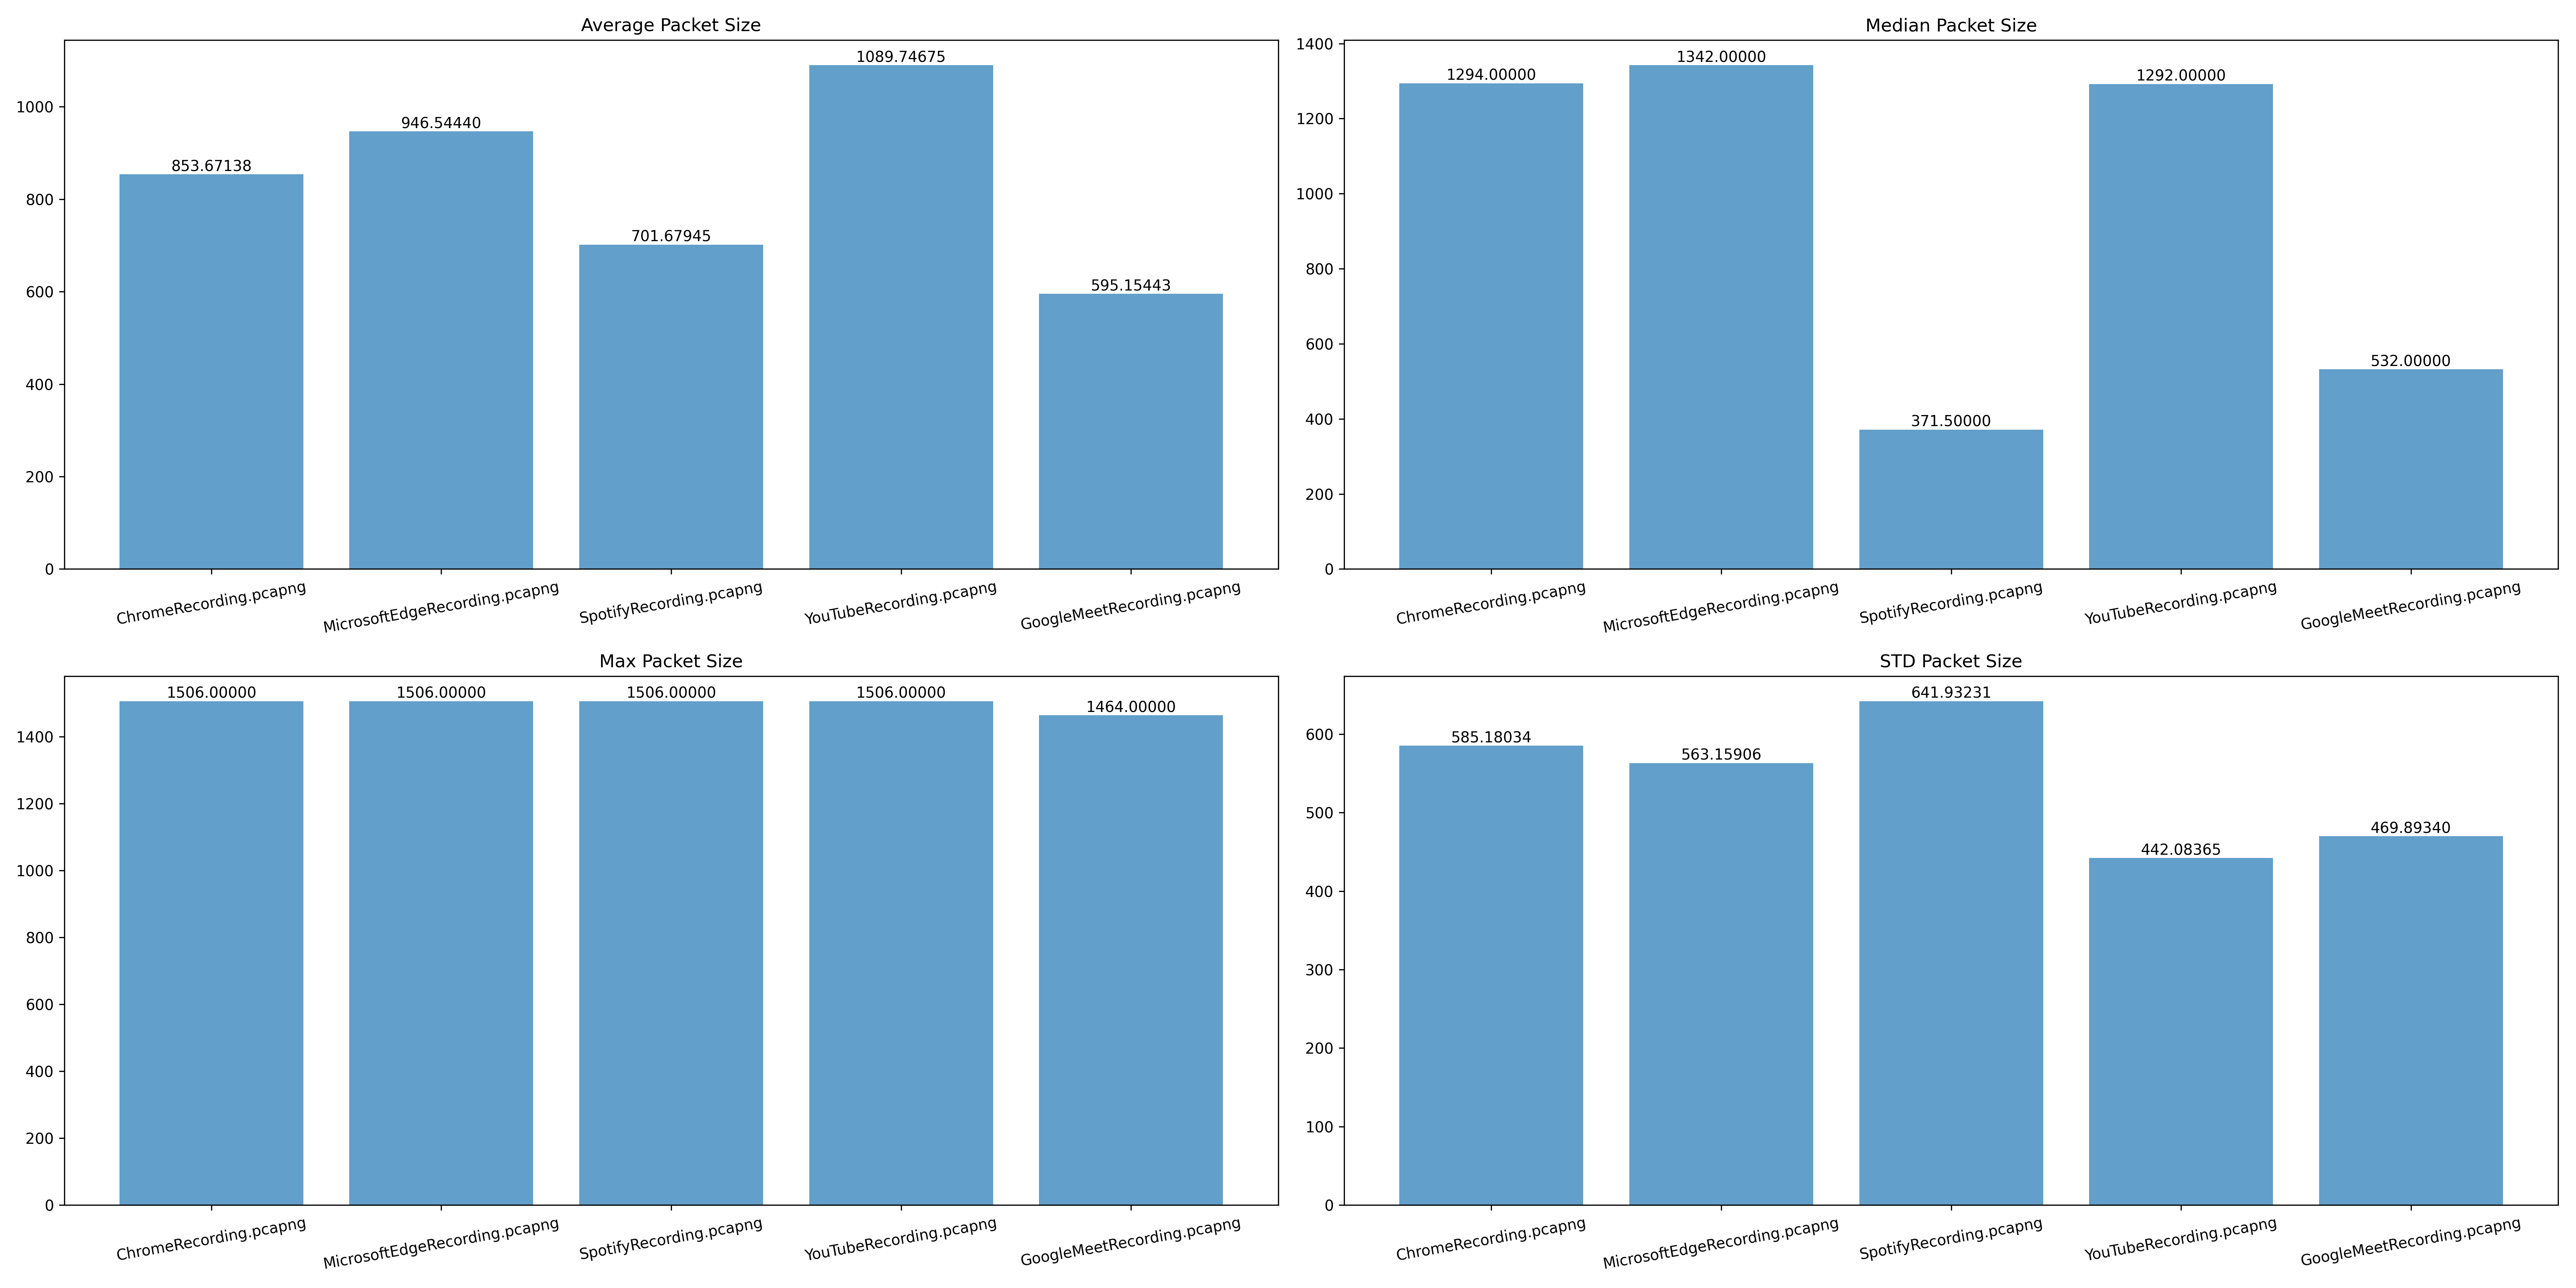 Average Packet Size
1000
800
600
400
200
0
853.67138
946.54440
701.67945
1089.74675
595.15443
ChromeRecording.pcapng
MicrosoftEdgeRecording.pcapng
SpotifyRecording.pcapng
YouTubeRecording.pcapng
GoogleMeetRecording.pcapng
Median Packet Size
1400
1200
1000
800
600
400
200
0
1294.00000
1342.00000
371.50000
1292.00000
532.00000
ChromeRecording.pcapng
MicrosoftEdgeRecording.pcapng
SpotifyRecording.pcapng
YouTubeRecording.pcapng
GoogleMeetRecording.pcapng
Max Packet Size
1400
1200
1000
800
600
400
200
0
1506.00000
1506.00000
1506.00000
1506.00000
1464.00000
ChromeRecording.pcapng
MicrosoftEdgeRecording.pcapng
SpotifyRecording.pcapng
YouTubeRecording.pcapng
GoogleMeetRecording.pcapng
STD Packet Size
600
500
400
300
200
100
0
585.18034
563.15906
641.93231
442.08365
469.89340
ChromeRecording.pcapng
MicrosoftEdgeRecording.pcapng
SpotifyRecording.pcapng
YouTubeRecording.pcapng
GoogleMeetRecording.pcapng